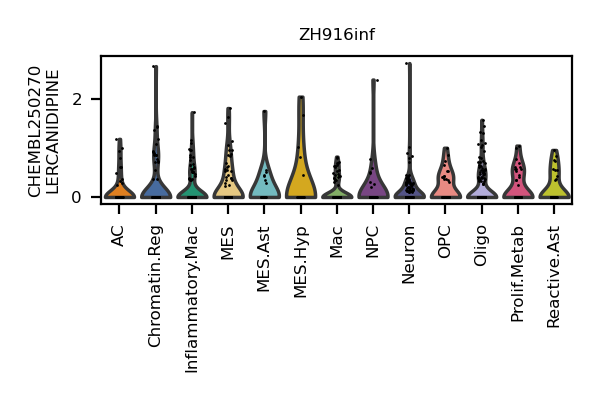 ZH916inf
CHEMBL250270
LERCANIDIPINE
2
0
AC
Chromatin.Reg
Inflammatory.Mac
MES
MES.Ast
MES.Hyp
Mac
NPC
Neuron
OPC
Oligo
Prolif.Metab
Reactive.Ast